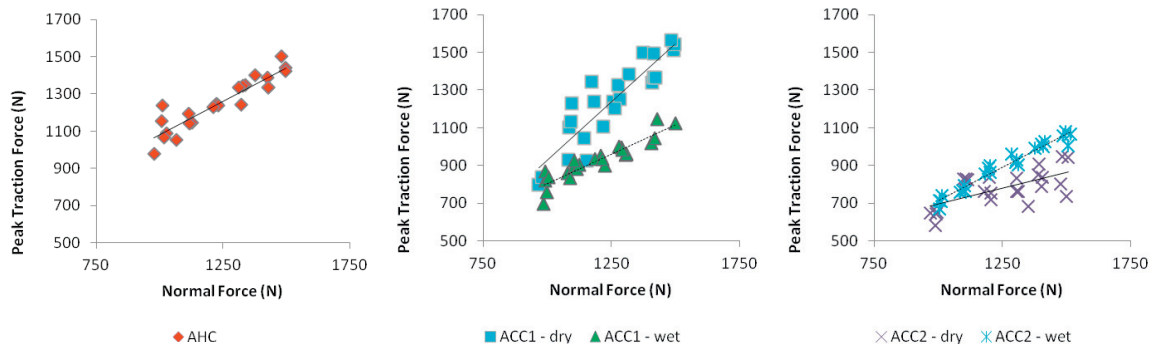 Peak Traction Force (N)
1700
1500
1300
1100
900
700
500
750
1250
1750
Normal Force (N)
AHC
Peak Traction Force (N)
1700
1500
1300
1100
900
700
500
750
1250
1750
Normal Force (N)
ACC1 - dry
ACC1 - wet
Peak Traction Force (N)
1700
1500
1300
1100
900
700
500
750
1250
1750
Normal Force (N)
ACC2 - dry
ACC2 - wet